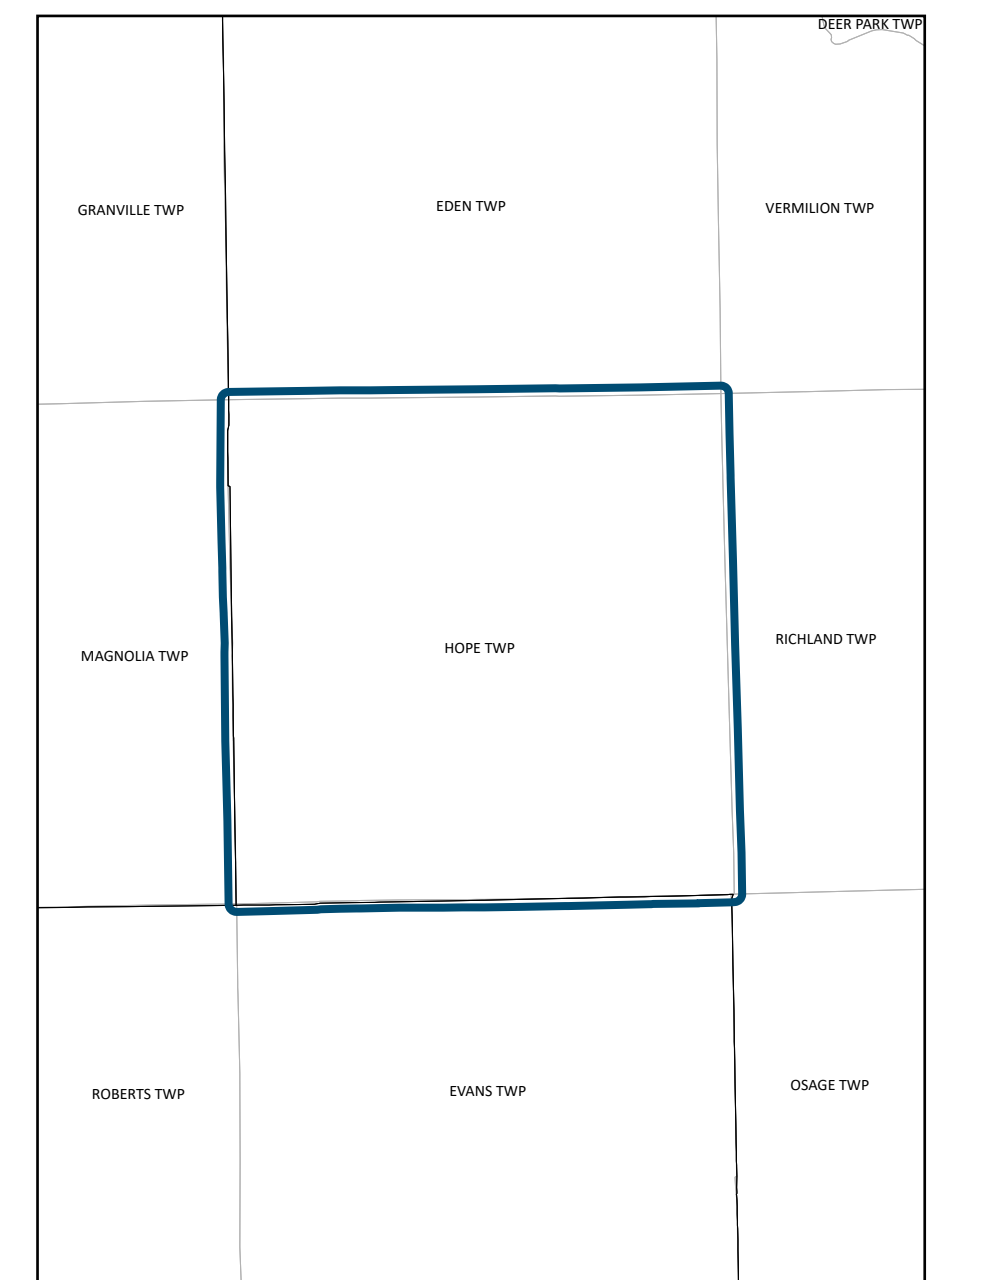 DEER PARK TWP
GRANVILLE TWP
EDEN TWP
VERMILION TWP
MAGNOLIA TWP
HOPE TWP
RICHLAND TWP
ROBERTS TWP
EVANS TWP
OSAGE TWP